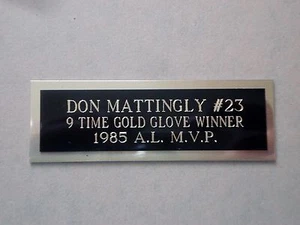 DON MATTINGLY #23
9 TIME GOLD GLOVE WINNER
1985 A.L. M.V.P.